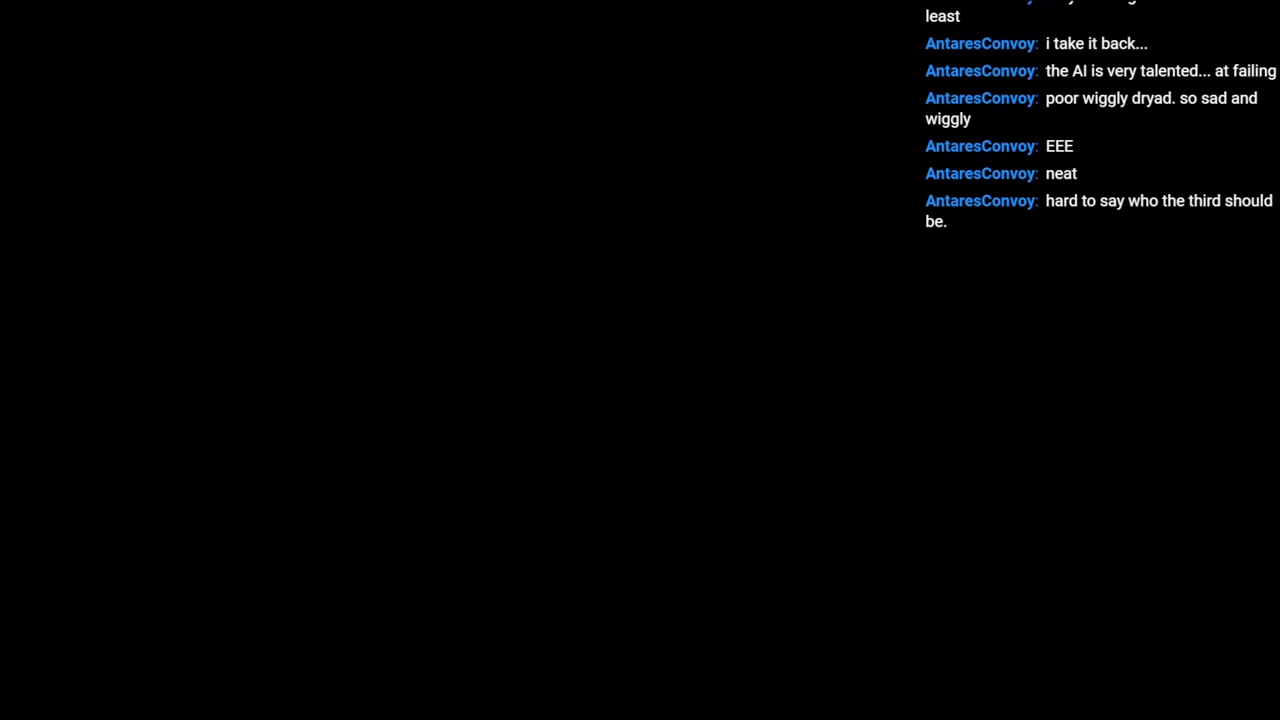 least
AntaresConvoy: i take it back...
AntaresConvoy: the AI is very talented... at failing
AntaresConvoy: poor wiggly dryad. so sad and
wiggly
AntaresConvoy: EEE
AntaresConvoy: neat
AntaresConvoy: hard to say who the third should
be.